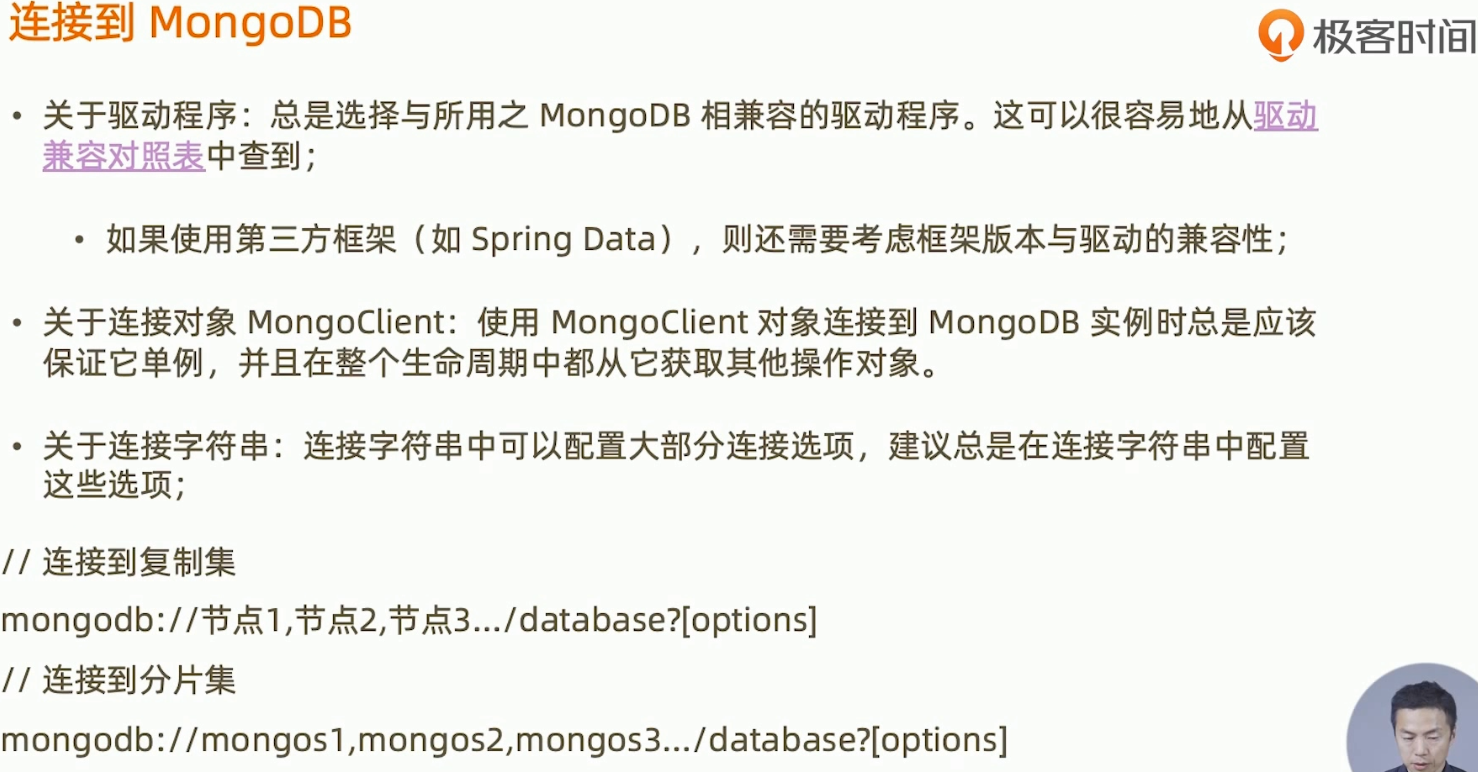 连接到 MongoDB
极客时间
• 关于驱动程序：总是选择与所用之 MongoDB 相兼容的驱动程序。这可以很容易地从驱动
兼容对照表中查到；
• 如果使用第三方框架（如 Spring Data），则还需要考虑框架版本与驱动的兼容性；
• 关于连接对象 MongoClient：使用 MongoClient 对象连接到 MongoDB 实例时总是应该
保证它单例，并且在整个生命周期中都从它获取其他操作对象。
• 关于连接字符串：连接字符串中可以配置大部分连接选项，建议总是在连接字符串中配置
这些选项；
// 连接到复制集
mongodb://节点1,节点2,节点3.../database?[options]
// 连接到分片集
mongodb://mongos1,mongos2,mongos3.../database?[options]